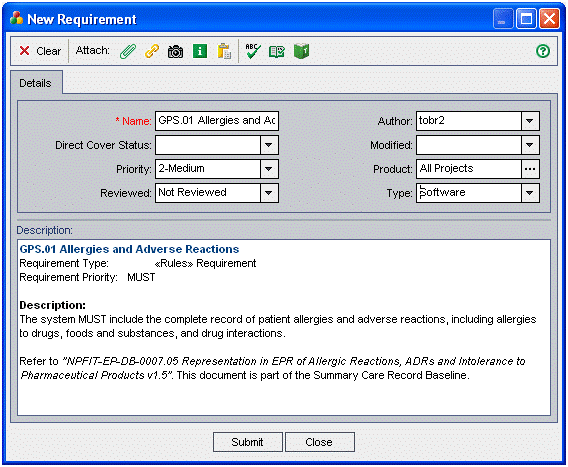 New Requirement
Clear Attach: ABC
Details
* Name: GPS.01 Allergies and Ad Author: tobr2
Direct Cover Status: Modified:
Priority: 2-Medium Product: All Projects ...
Reviewed: Not Reviewed Type: Software
Description:
GPS.01 Allergies and Adverse Reactions
Requirement Type: «Rules» Requirement
Requirement Priority: MUST
Description:
The system MUST include the complete record of patient allergies and adverse reactions, including allergies
to drugs, foods and substances, and drug interactions.
Refer to "NPFIT-EP-DB-0007.05 Representation in EPR of Allergic Reactions, ADRs and Intolerance to
Pharmaceutical Products v1.5". This document is part of the Summary Care Record Baseline.
Submit Close